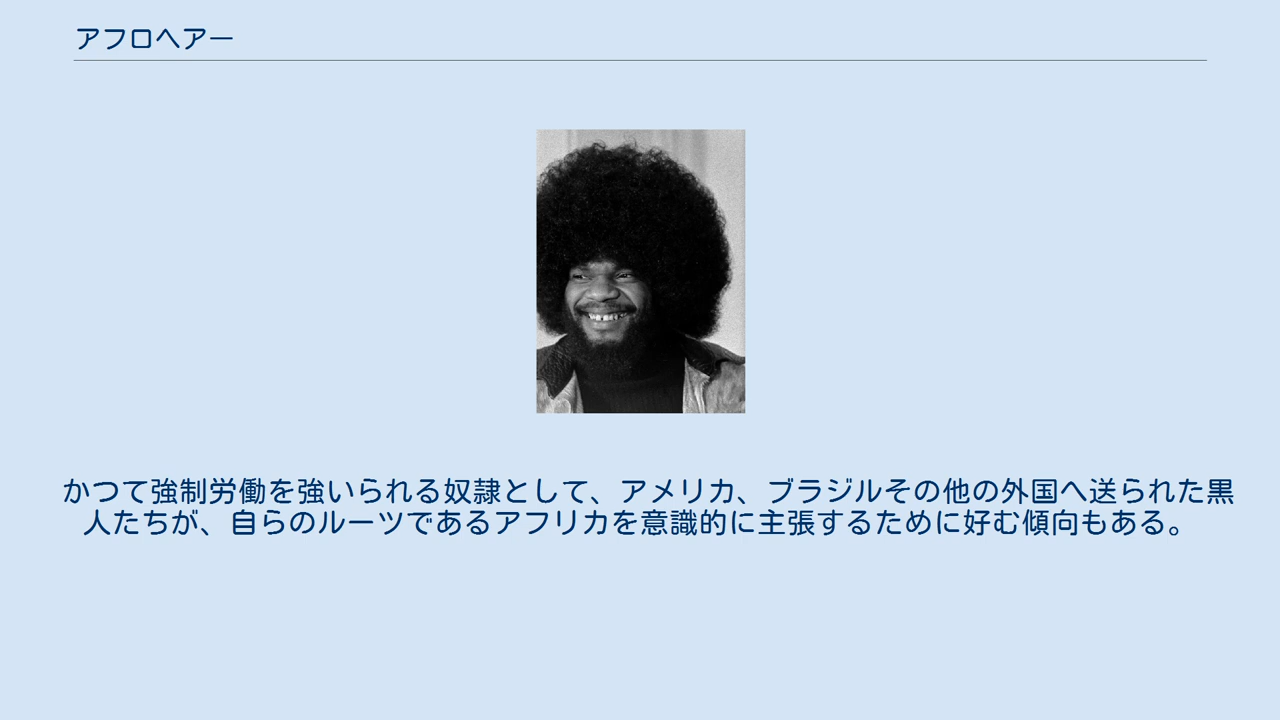 アフロヘアー
かつて強制労働を強いられる奴隷として、アメリカ、ブラジルその他の外国へ送られた黒
人たちが、自らのルーツであるアフリカを意識的に主張するために好む傾向もある。